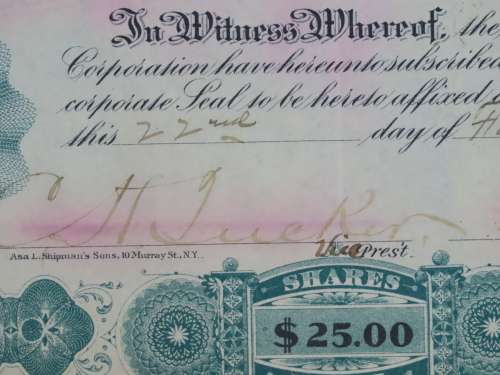 In Witness Whereof, the
Corporation have hereunto subscribed
corporate Seal to be hereto affixed
this 22nd day of
H. Tucker
Asa L. Shipman's Sons, 10 Murray St., N.Y.
Vice Pres't.
SHARES
$25.00